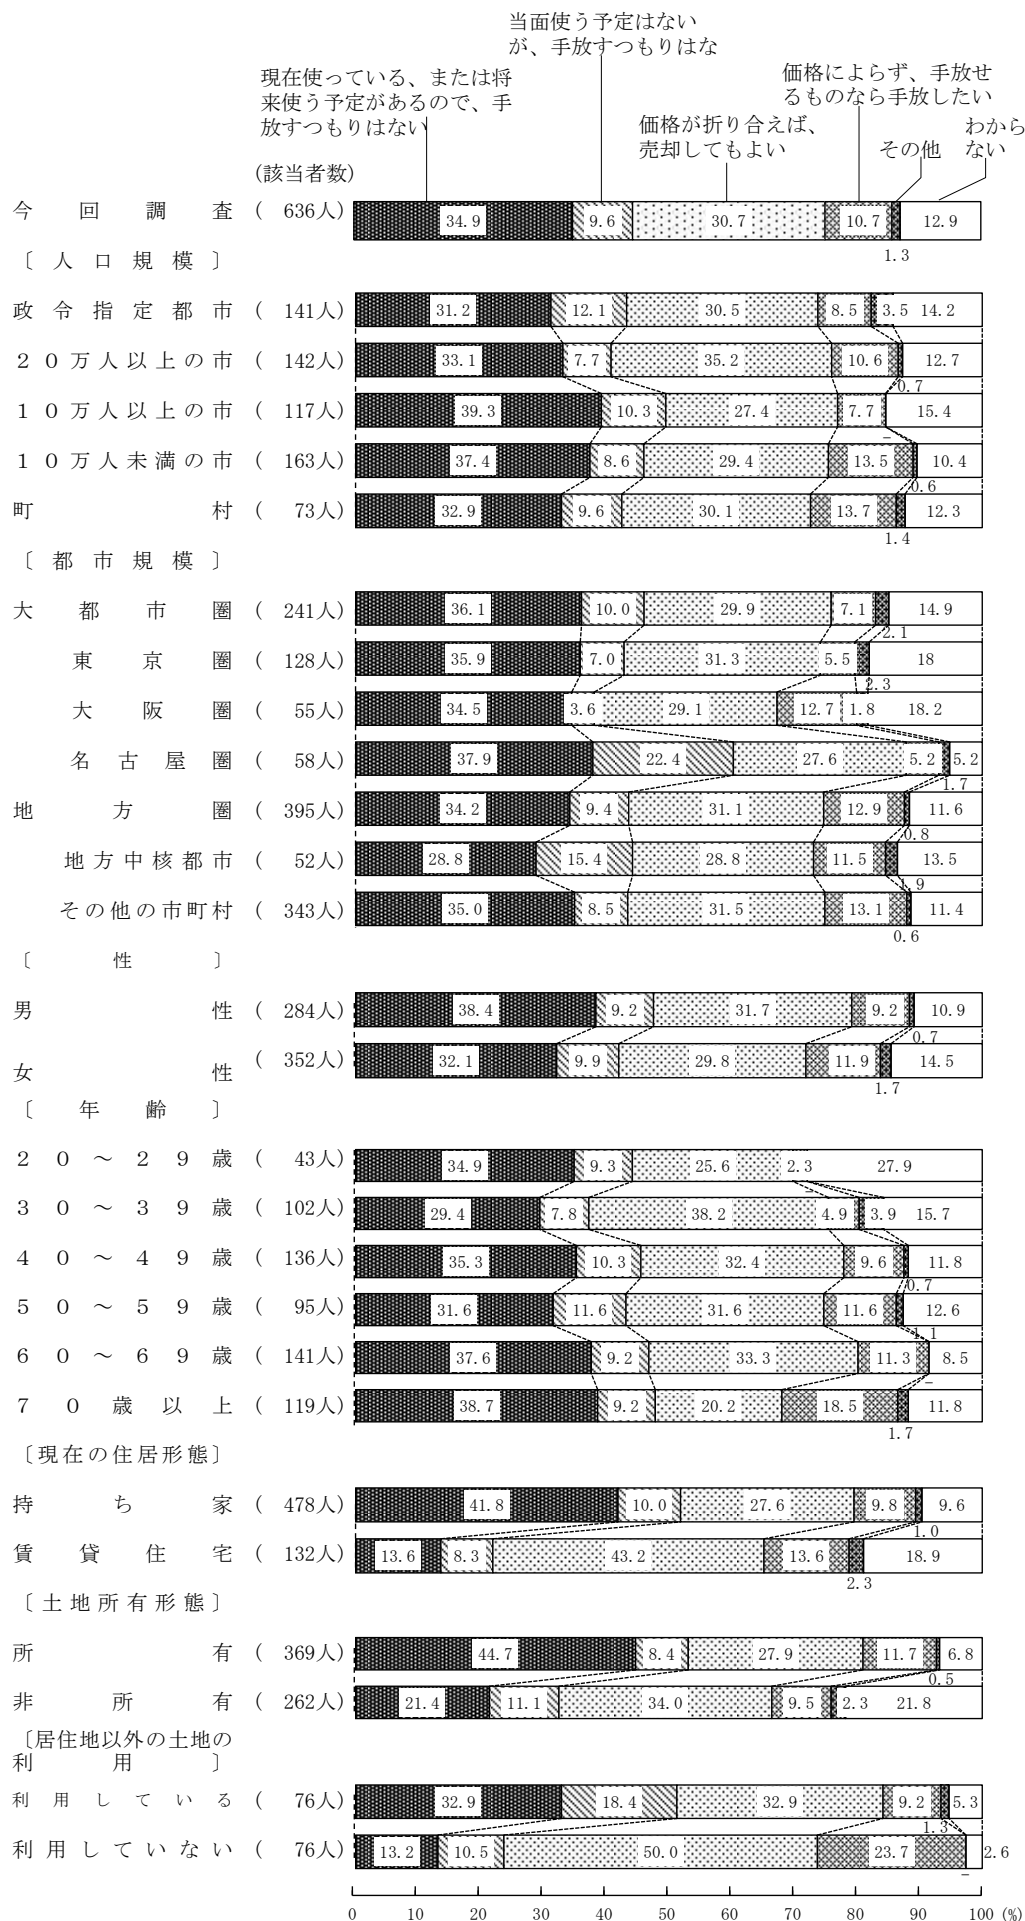 当面使う予定はない
が、手放すつもりはな
現在使っている、または将
来使う予定があるので、手
放すつもりはない
価格によらず、手放せ
るものなら手放したい
価格が折り合えば、
売却してもよい
その他
わから
ない
(該当者数)
今回調査 ( 636人) 34.9 9.6 30.7 10.7 1.3 12.9
〔人口規模〕
政令指定都市 ( 141人) 31.2 12.1 30.5 8.5 3.5 14.2
２０万人以上の市 ( 142人) 33.1 7.7 35.2 10.6 0.7 12.7
１０万人以上の市 ( 117人) 39.3 10.3 27.4 7.7 － 15.4
１０万人未満の市 ( 163人) 37.4 8.6 29.4 13.5 0.6 10.4
町村 ( 73人) 32.9 9.6 30.1 13.7 1.4 12.3
〔都市規模〕
大都市圏 ( 241人) 36.1 10.0 29.9 7.1 2.1 14.9
東京圏 ( 128人) 35.9 7.0 31.3 5.5 2.3 18
大阪圏 ( 55人) 34.5 3.6 29.1 12.7 1.8 18.2
名古屋圏 ( 58人) 37.9 22.4 27.6 5.2 1.7 5.2
地方圏 ( 395人) 34.2 9.4 31.1 12.9 0.8 11.6
地方中核都市 ( 52人) 28.8 15.4 28.8 11.5 1.9 13.5
その他の市町村 ( 343人) 35.0 8.5 31.5 13.1 0.6 11.4
〔性〕
男性 ( 284人) 38.4 9.2 31.7 9.2 0.7 10.9
女性 ( 352人) 32.1 9.9 29.8 11.9 1.7 14.5
〔年齢〕
２０～２９歳 ( 43人) 34.9 9.3 25.6 2.3 － 27.9
３０～３９歳 ( 102人) 29.4 7.8 38.2 4.9 3.9 15.7
４０～４９歳 ( 136人) 35.3 10.3 32.4 9.6 0.7 11.8
５０～５９歳 ( 95人) 31.6 11.6 31.6 11.6 1.1 12.6
６０～６９歳 ( 141人) 37.6 9.2 33.3 11.3 － 8.5
７０歳以上 ( 119人) 38.7 9.2 20.2 18.5 1.7 11.8
〔現在の住居形態〕
持ち家 ( 478人) 41.8 10.0 27.6 9.8 1.0 9.6
賃貸住宅 ( 132人) 13.6 8.3 43.2 13.6 2.3 18.9
〔土地所有形態〕
所有 ( 369人) 44.7 8.4 27.9 11.7 0.5 6.8
非所有 ( 262人) 21.4 11.1 34.0 9.5 2.3 21.8
〔居住地以外の土地の
利用〕
利用している ( 76人) 32.9 18.4 32.9 9.2 1.3 5.3
利用していない ( 76人) 13.2 10.5 50.0 23.7 － 2.6
0 10 20 30 40 50 60 70 80 90 100 (%)